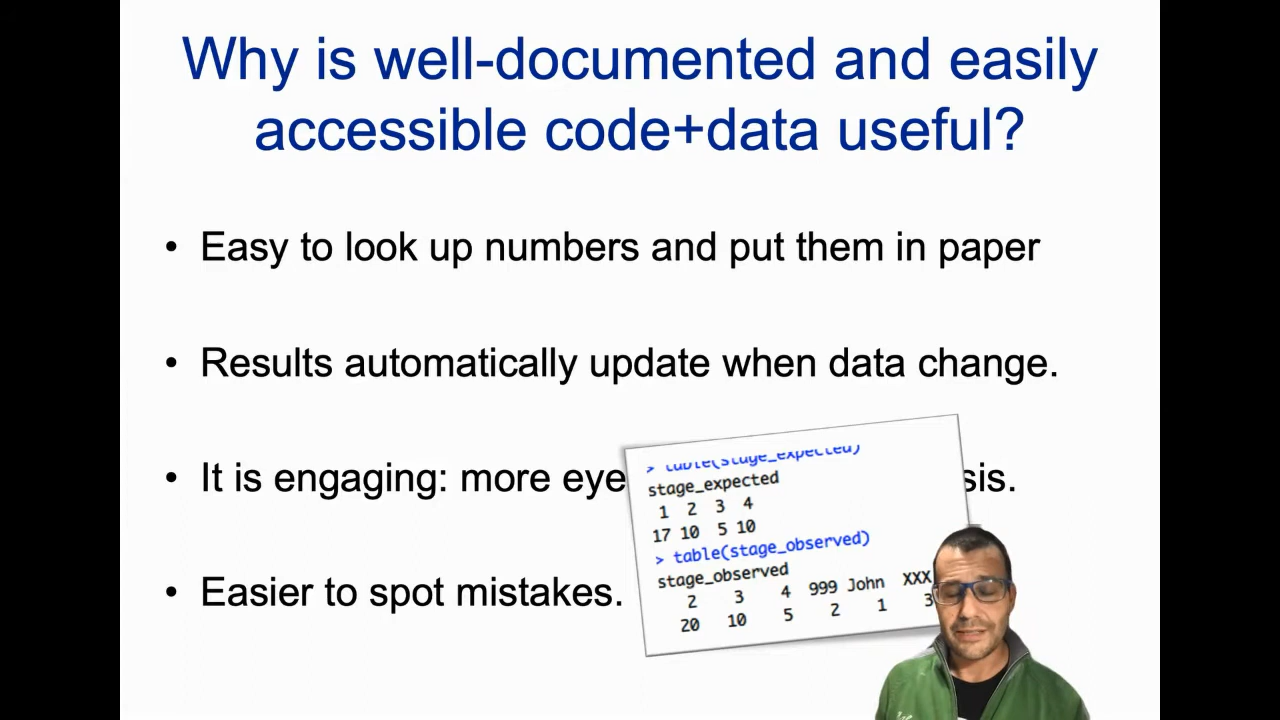 Why is well-documented and easily
accessible code+data useful?
• Easy to look up numbers and put them in paper
• Results automatically update when data change.
• It is engaging: more eye sis.
• Easier to spot mistakes.
> table(stage_expected)
stage_expected
1 2 3 4
17 10 5 10
> table(stage_observed)
stage_observed
2 3 4 999 John XXX
20 10 5 2 1 3